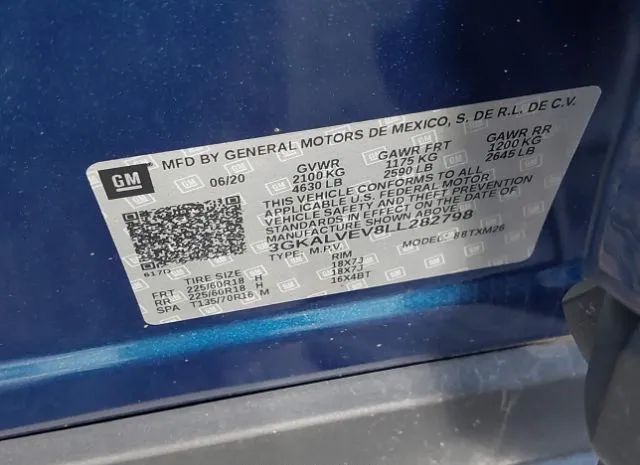 GM
MFD BY GENERAL MOTORS DE MEXICO, S. DE R.L. DE C.V.
06/20
GVWR GAWR FRT GAWR RR
2100 KG 1175 KG 1200 KG
4630 LB 2590 LB 2645 LB
THIS VEHICLE CONFORMS TO ALL
APPLICABLE U.S. FEDERAL MOTOR
VEHICLE SAFETY AND THEFT PREVENTION
STANDARDS IN EFFECT ON THE DATE OF
MANUFACTURE SHOWN ABOVE.
3GKALVEV8LL282798
TYPE: M.P.V. MODEL:
617D
TIRE SIZE RIM
FRT 225/60R18 H 18X7J
RR 225/60R18 H 18X7J
SPA T135/70R16 M 16X4BT